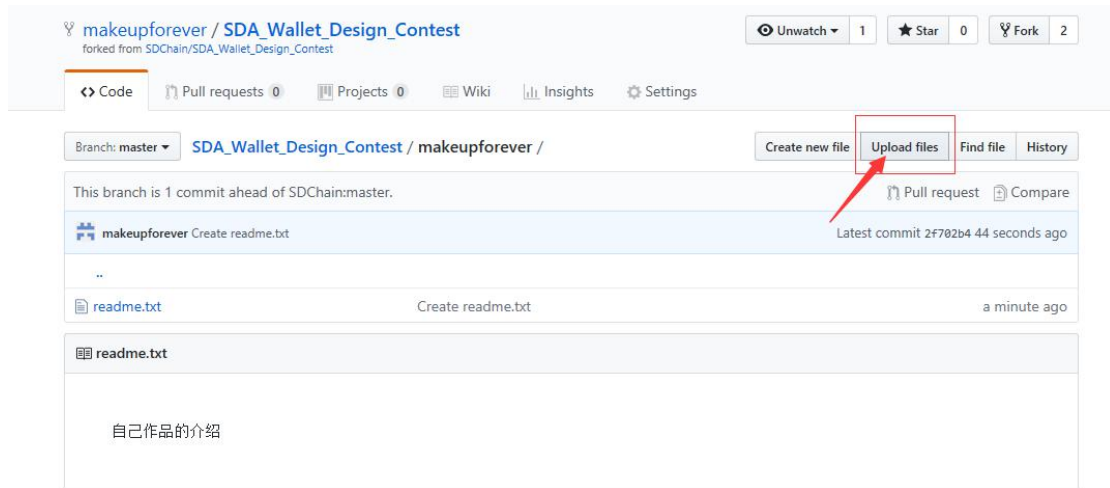 makeupforever / SDA_Wallet_Design_Contest
forked from SDChain/SDA_Wallet_Design_Contest
Unwatch 1 Star 0 Fork 2
Code Pull requests 0 Projects 0 Wiki Insights Settings
Branch: master SDA_Wallet_Design_Contest / makeupforever / Create new file Upload files Find file History
This branch is 1 commit ahead of SDChain:master. Pull request Compare
makeupforever Create readme.txt Latest commit 2f702b4 44 seconds ago
..
readme.txt Create readme.txt a minute ago
readme.txt
自己作品的介绍